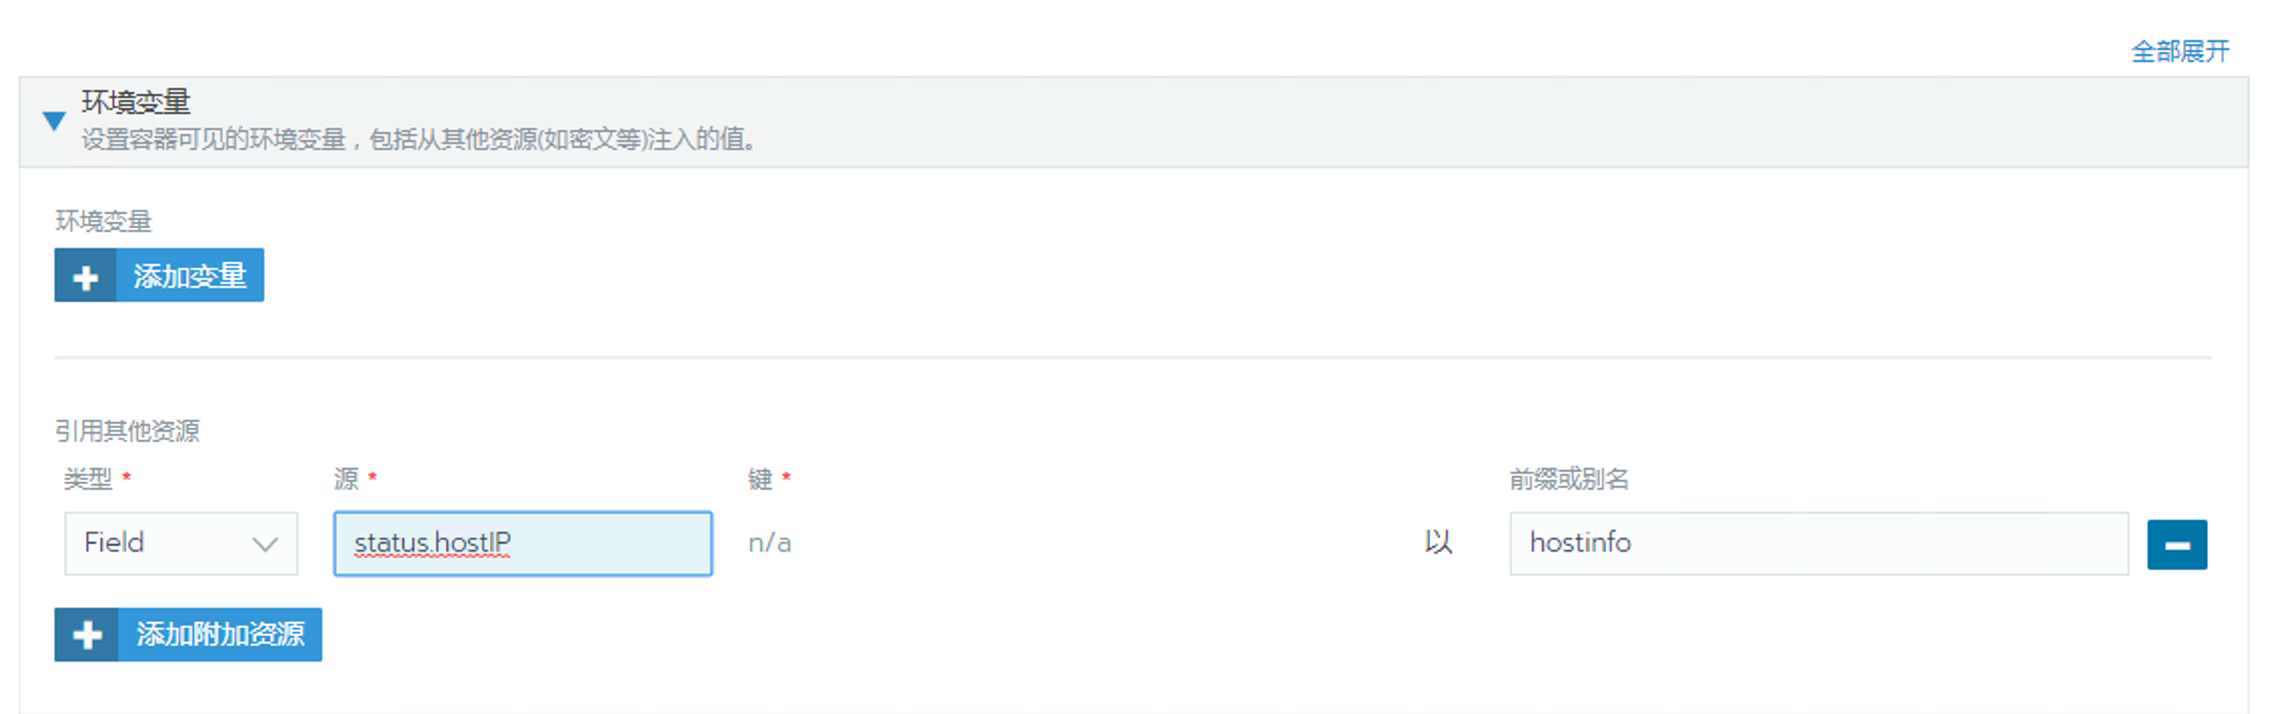 全部展开
环境变量
设置容器可见的环境变量，包括从其他资源(如密文等)注入的值。
环境变量
添加变量
引用其他资源
类型 * 源 * 键 * 前缀或别名
Field status.hostIP n/a 以 hostinfo
添加附加资源